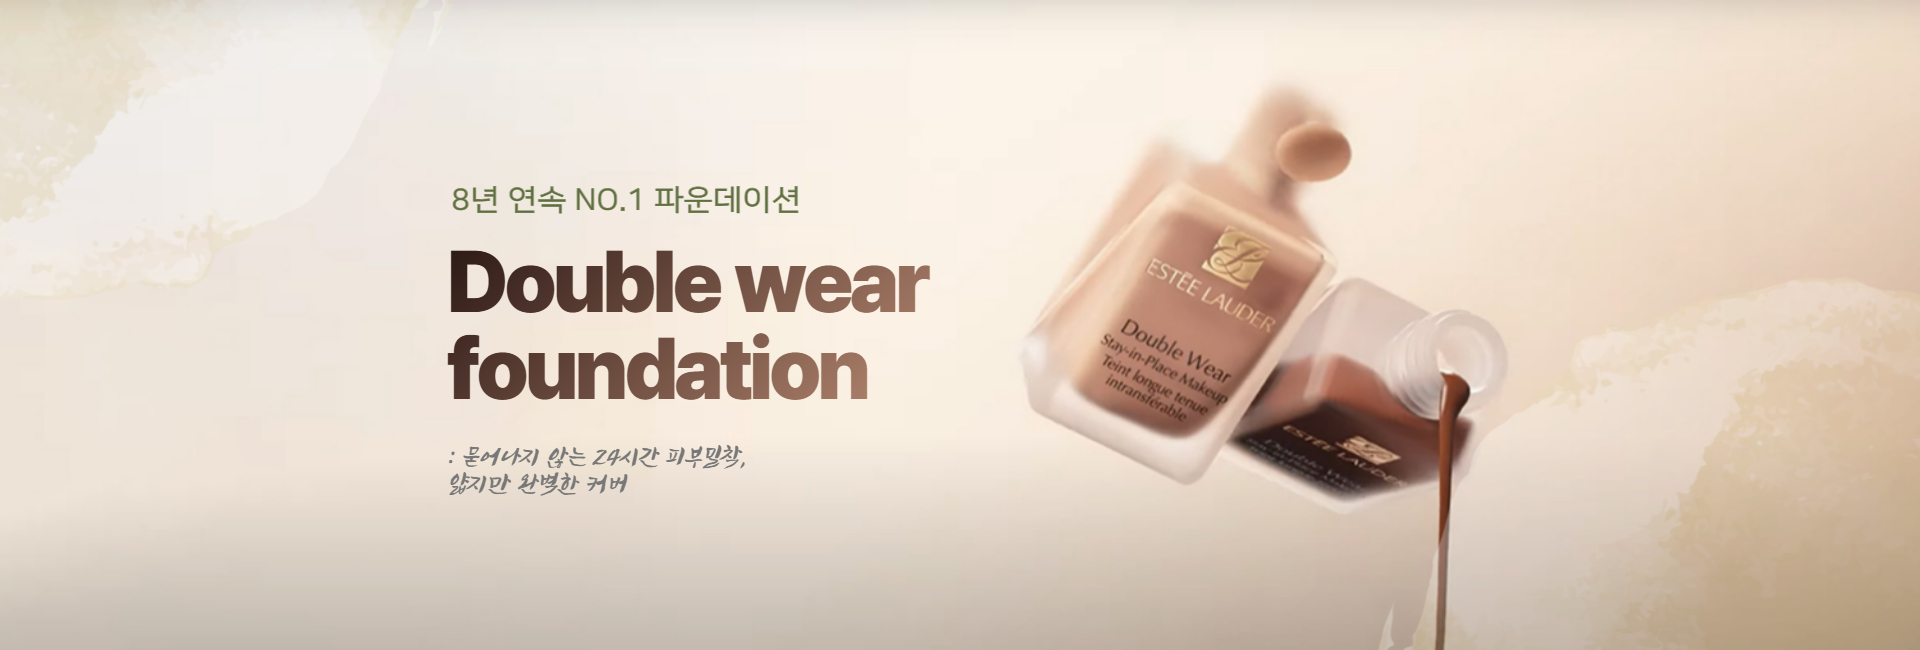 8년 연속 NO.1 파운데이션
Double wear
foundation
: 묻어나지 않는 24시간 피부밀착,
얇지만 완벽한 커버
ESTĒE LAUDER
Double Wear
Stay-in-Place Makeup
Teint longue tenue
intransférable
ESTĒE LAUDER
Double Wear